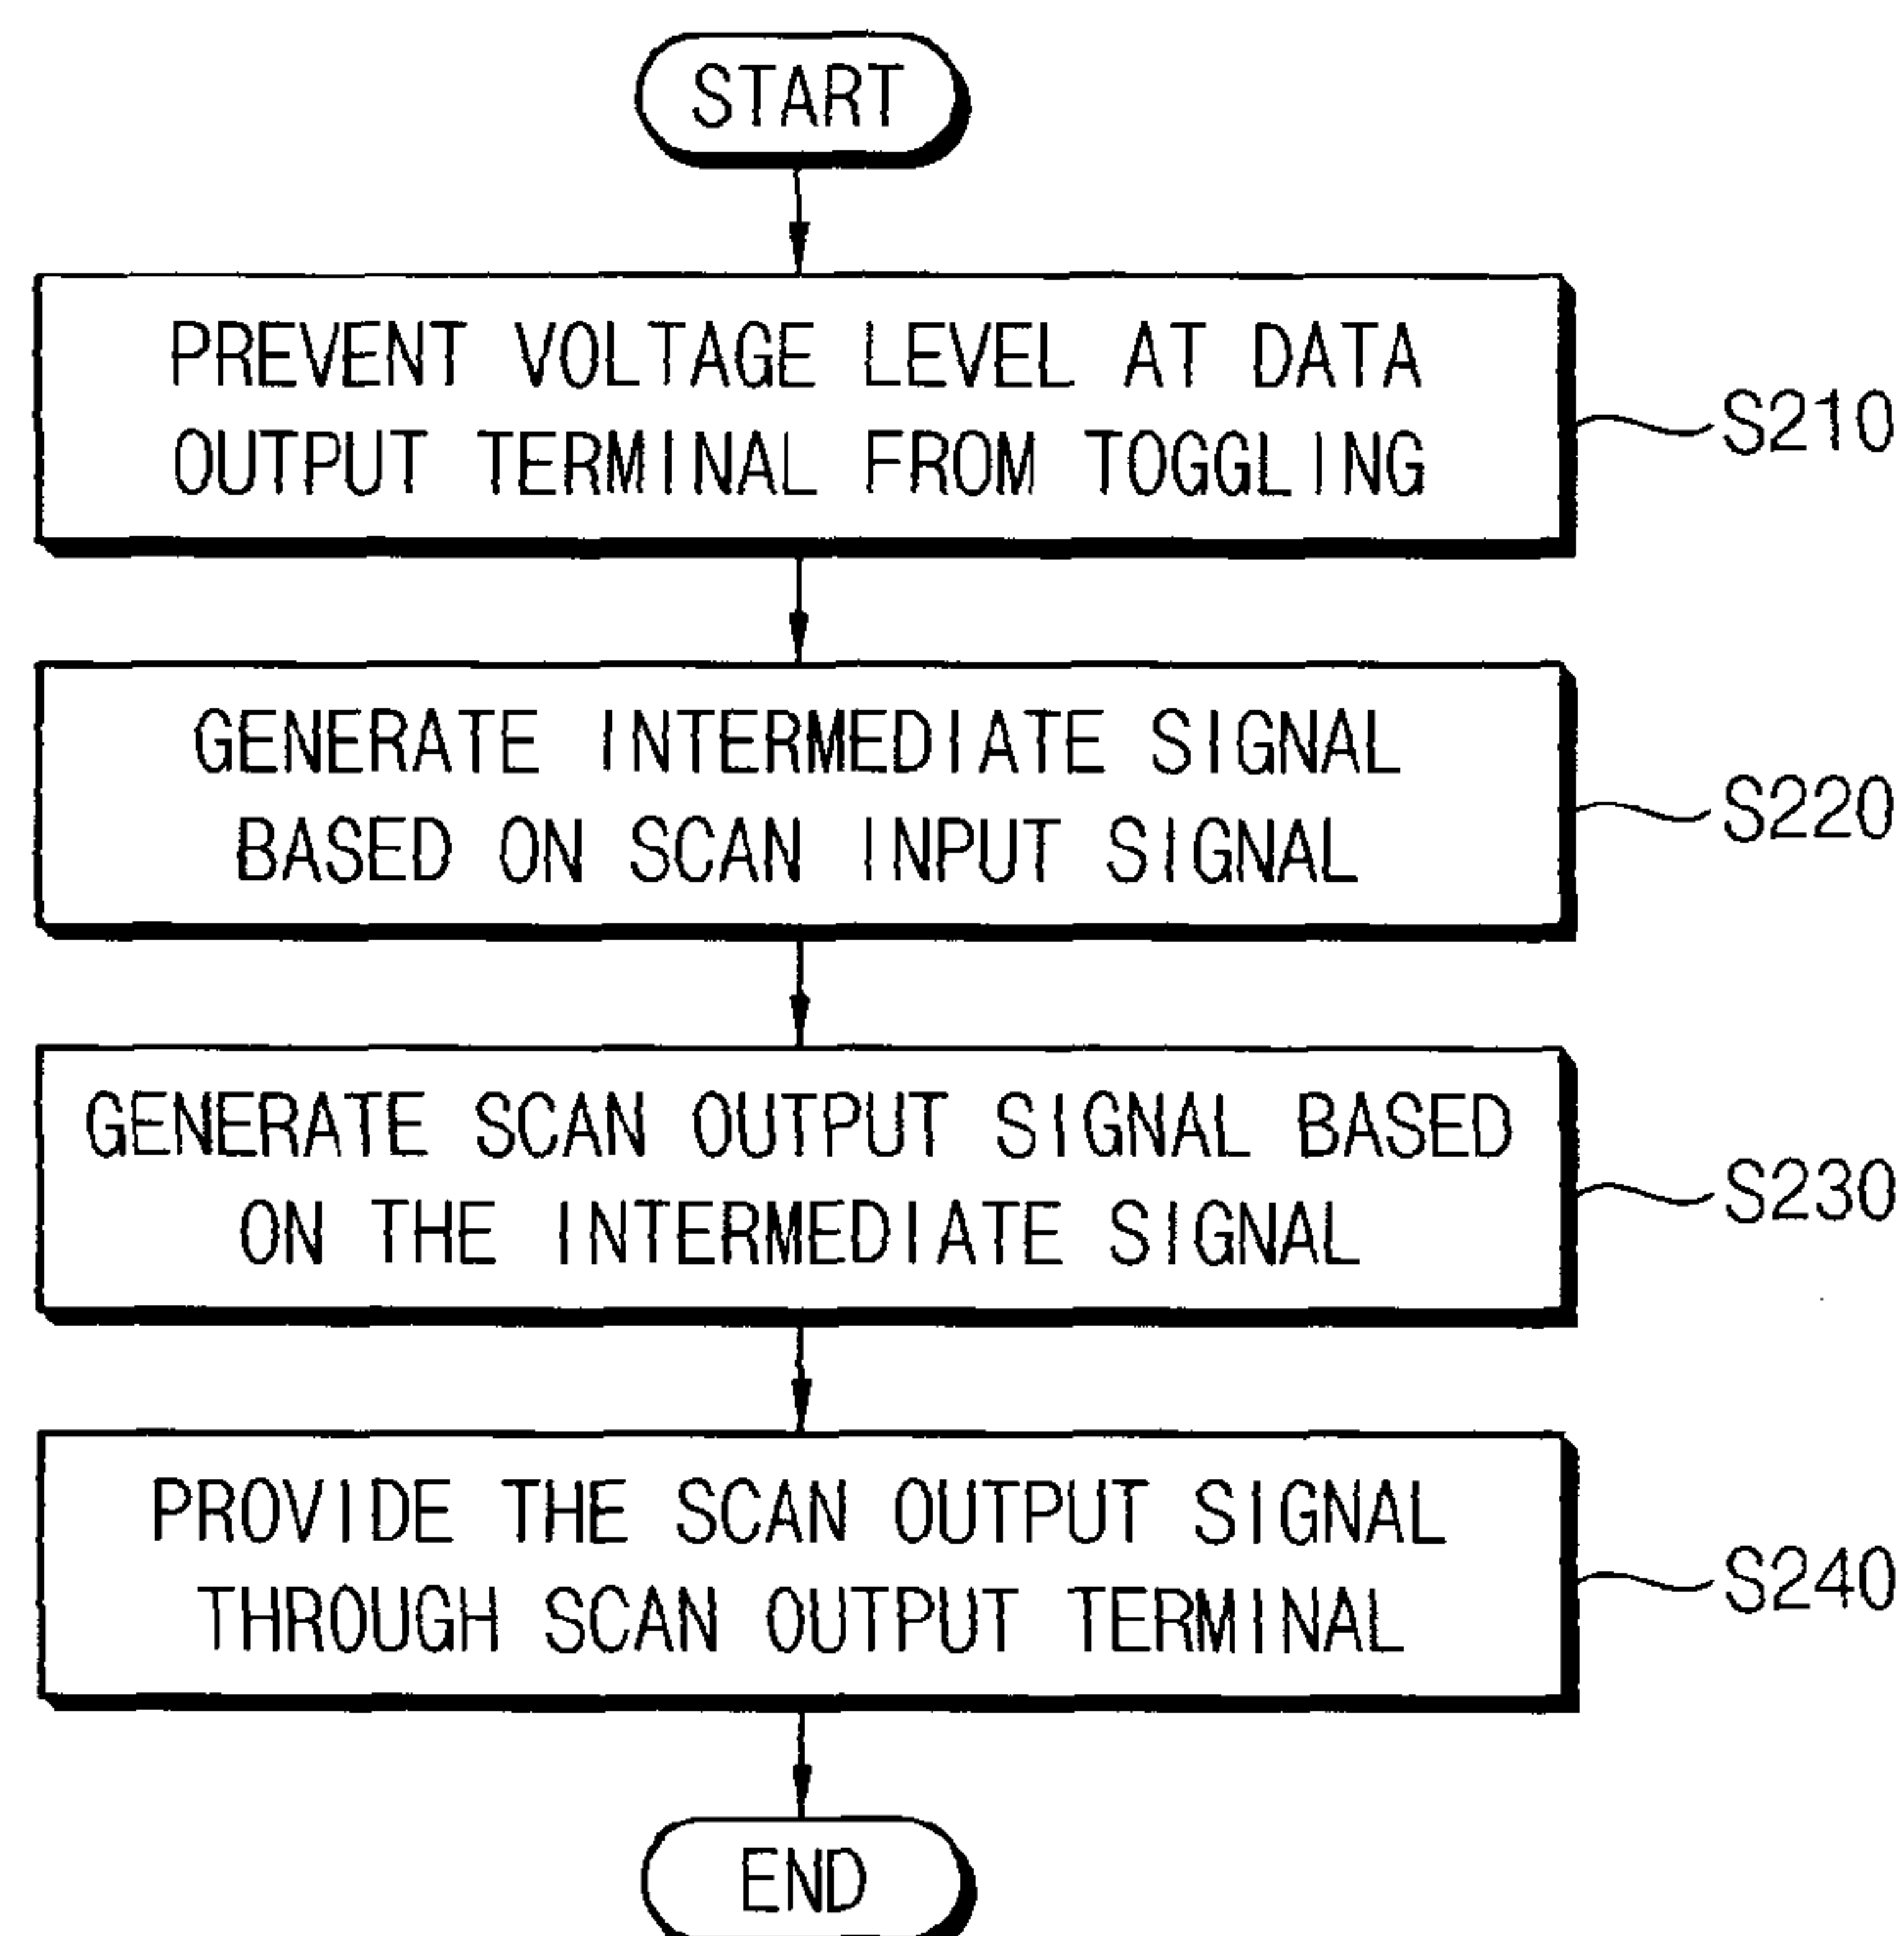 START
PREVENT VOLTAGE LEVEL AT DATA
OUTPUT TERMINAL FROM TOGGLING
S210
GENERATE INTERMEDIATE SIGNAL
BASED ON SCAN INPUT SIGNAL
S220
GENERATE SCAN OUTPUT SIGNAL BASED
ON THE INTERMEDIATE SIGNAL
S230
PROVIDE THE SCAN OUTPUT SIGNAL
THROUGH SCAN OUTPUT TERMINAL
S240
END